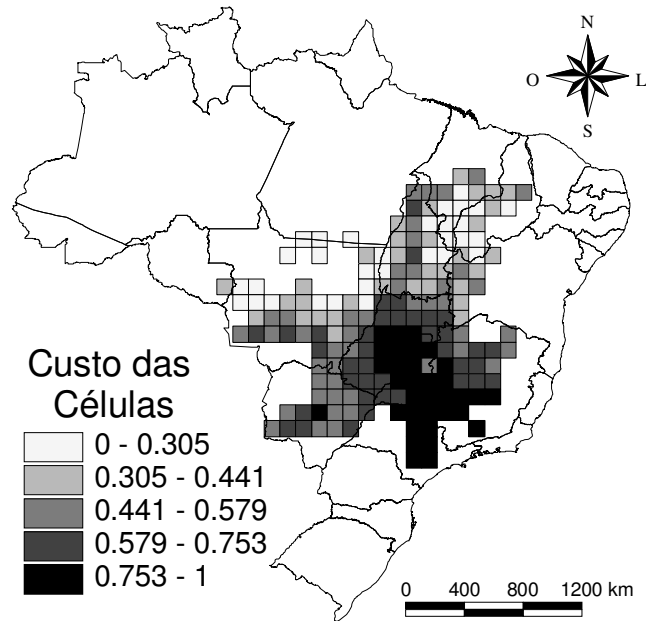 N
O L
S
Custo das
Células
0 - 0.305
0.305 - 0.441
0.441 - 0.579
0.579 - 0.753
0.753 - 1
0 400 800 1200 km